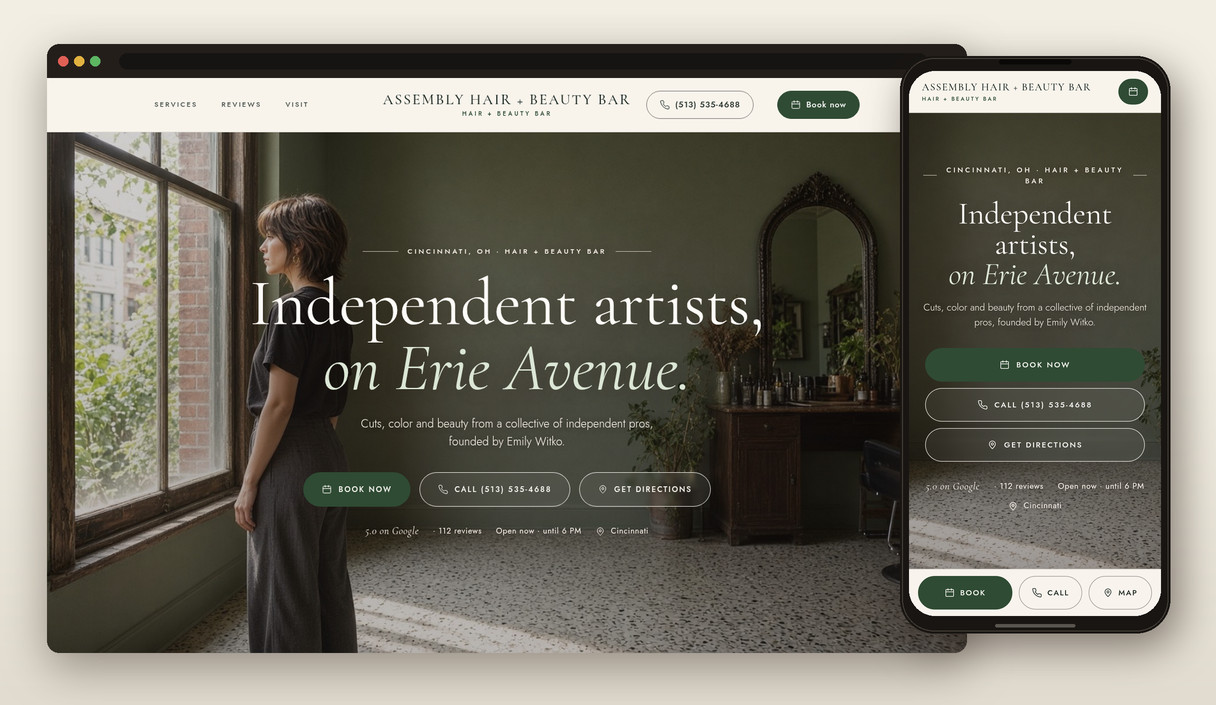 SERVICES
REVIEWS
VISIT
ASSEMBLY HAIR + BEAUTY BAR
HAIR + BEAUTY BAR
(513) 535-4688
Book now
CINCINNATI, OH · HAIR + BEAUTY BAR
Independent artists,
on Erie Avenue.
Cuts, color and beauty from a collective of independent pros,
founded by Emily Witko.
BOOK NOW
CALL (513) 535-4688
GET DIRECTIONS
5.0 on Google · 112 reviews Open now · until 6 PM Cincinnati
ASSEMBLY HAIR + BEAUTY BAR
HAIR + BEAUTY BAR
CINCINNATI, OH · HAIR + BEAUTY
BAR
Independent
artists,
on Erie Avenue.
Cuts, color and beauty from a collective of independent
pros, founded by Emily Witko.
BOOK NOW
CALL (513) 535-4688
GET DIRECTIONS
5.0 on Google · 112 reviews Open now · until 6 PM
Cincinnati
BOOK
CALL
MAP